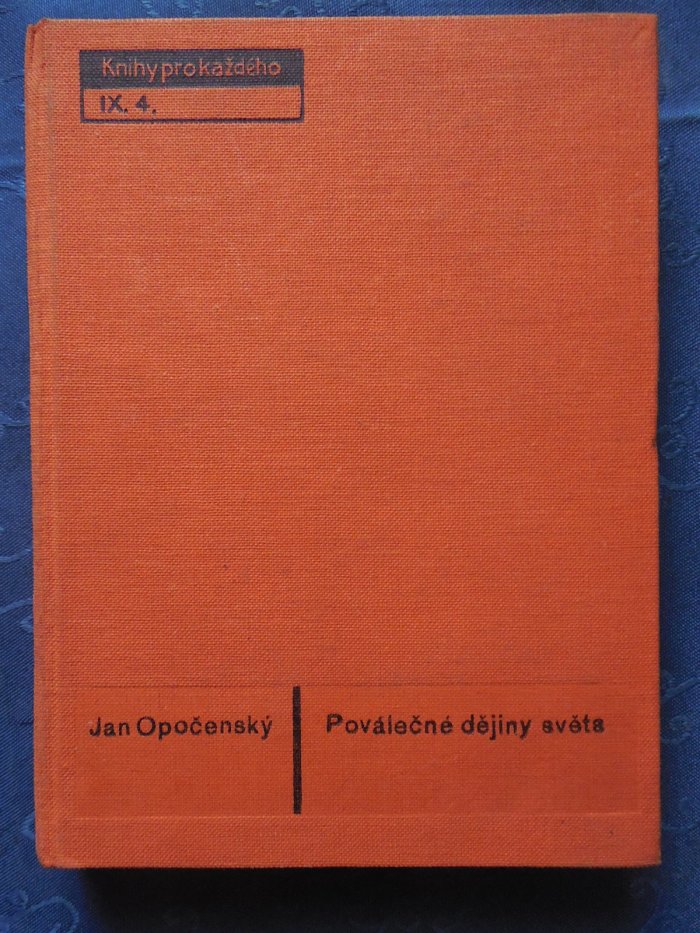 Knihy pro každého
IX. 4.
Jan Opočenský
Poválečné dějiny světa